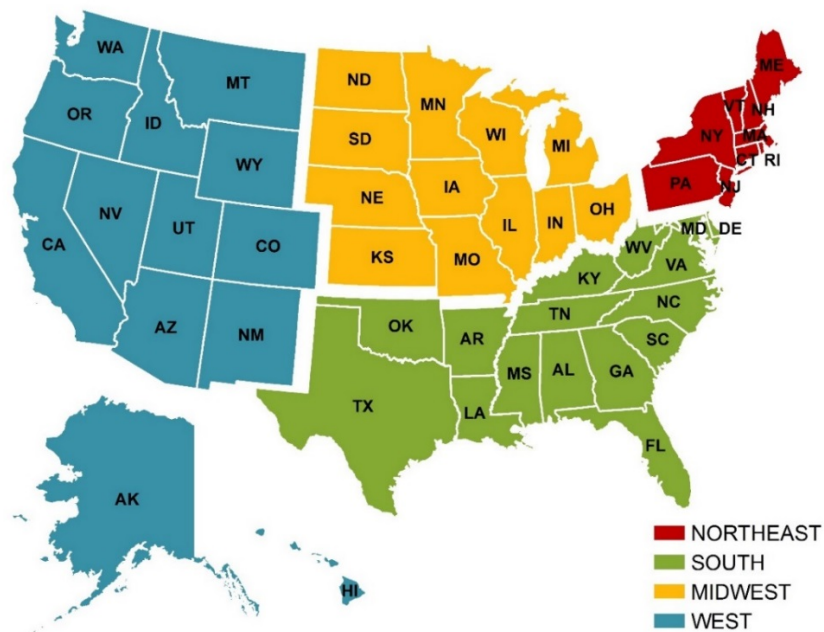 WA
MT
ND
MN
ME
OR
ID
SD
WI
MI
VT
NH
NY
MA
CT
RI
WY
NE
IA
PA
NJ
NV
UT
CO
IL
IN
OH
MD
DE
CA
KS
MO
WV
VA
KY
AZ
NM
OK
AR
TN
NC
SC
MS
AL
GA
TX
LA
FL
AK
HI
NORTHEAST
SOUTH
MIDWEST
WEST